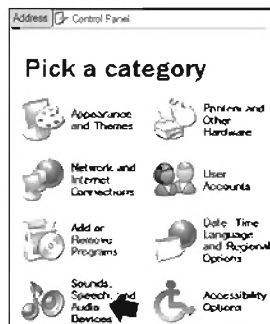 Address Control Panel
Pick a category
Appearance
and Themes
Printers and
Other
Hardware
Network and
Internet
Connections
User
Accounts
Add or
Remove
Programs
Date, Time,
Language,
and Regional
Options
Sounds,
Speech, and
Audio
Devices
Accessibility
Options